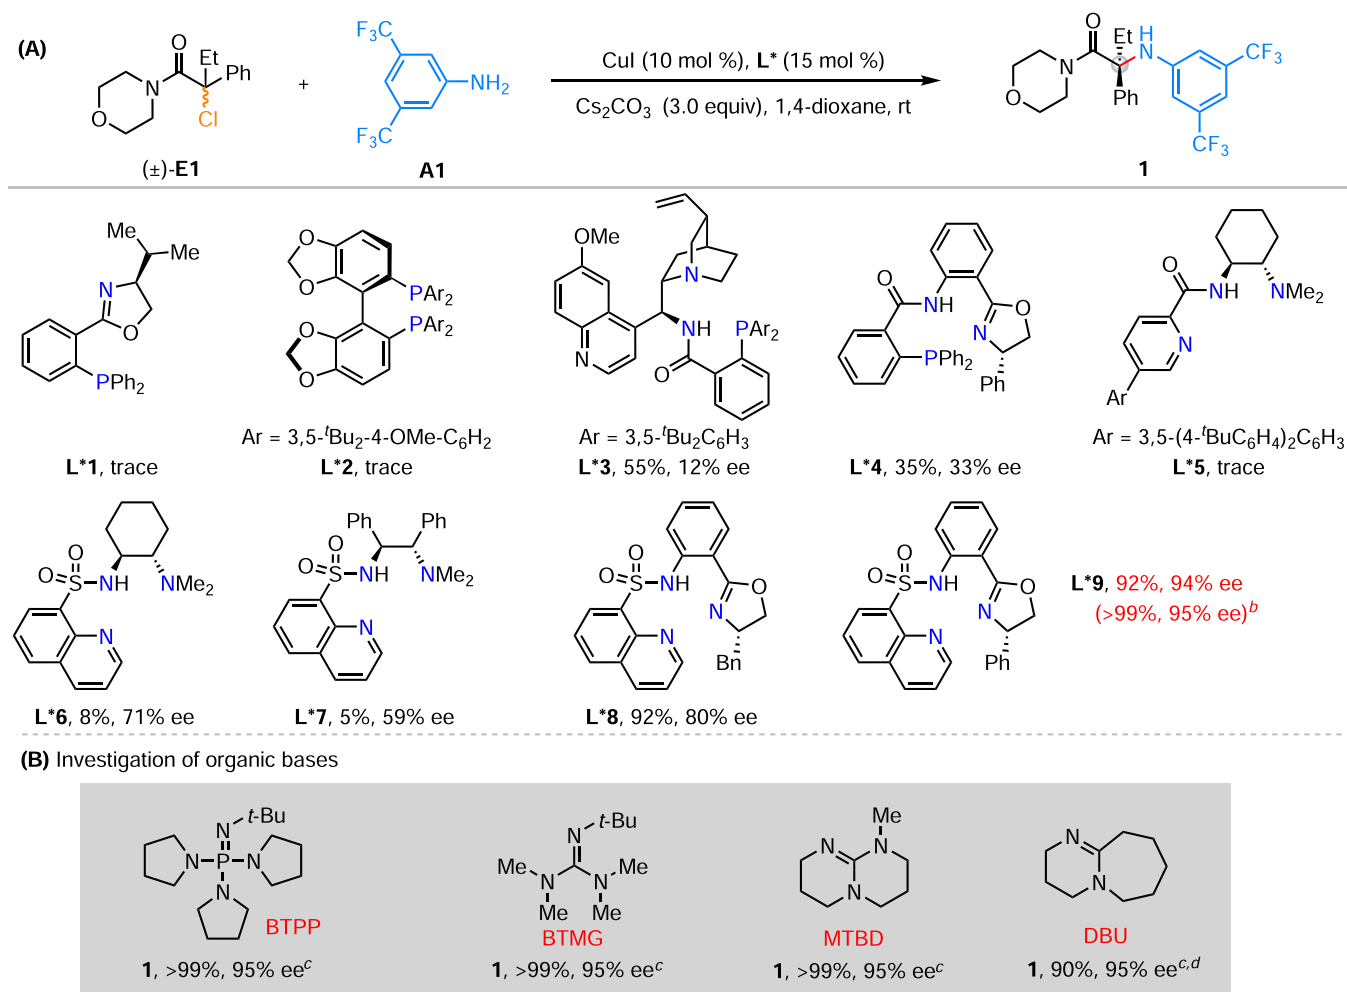 (A)
O
Et
Ph
N
O
Cl
(±)-E1
+
F3C
NH2
F3C
A1
CuI (10 mol %), L* (15 mol %)
Cs2CO3 (3.0 equiv), 1,4-dioxane, rt
O
Et
H
N
N
O
Ph
CF3
CF3
1
Me
Me
N
O
PPh2
L*1, trace
O
O
PAr2
PAr2
O
O
Ar = 3,5-tBu2-4-OMe-C6H2
L*2, trace
OMe
N
N
NH
O
PAr2
Ar = 3,5-tBu2C6H3
L*3, 55%, 12% ee
O
N
H
O
N
PPh2
Ph
L*4, 35%, 33% ee
O
NH
NMe2
N
Ar
Ar = 3,5-(4-tBuC6H4)2C6H3
L*5, trace
O
O
S
NH
NMe2
N
L*6, 8%, 71% ee
Ph
Ph
O
O
S
NH
NMe2
N
L*7, 5%, 59% ee
O
O
S
NH
O
N
N
Bn
L*8, 92%, 80% ee
O
O
S
NH
O
N
N
Ph
L*9, 92%, 94% ee
(>99%, 95% ee)b
(B) Investigation of organic bases
t-Bu
N
N
P
N
N
BTPP
1, >99%, 95% eec
t-Bu
N
Me
N
N
Me
Me
Me
BTMG
1, >99%, 95% eec
Me
N
N
N
MTBD
1, >99%, 95% eec
N
N
DBU
1, 90%, 95% eec,d